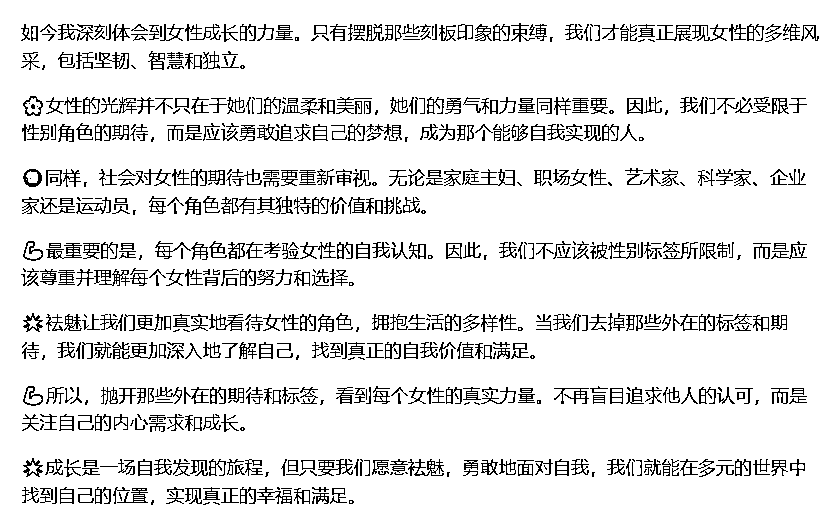 如今我深刻体会到女性成长的力量。只有摆脱那些刻板印象的束缚，我们才能真正展现女性的多维风
采，包括坚韧、智慧和独立。
🌸女性的光辉并不只在于她们的温柔和美丽，她们的勇气和力量同样重要。因此，我们不必受限于
性别角色的期待，而是应该勇敢追求自己的梦想，成为那个能够自我实现的人。
🌕同样，社会对女性的期待也需要重新审视。无论是家庭主妇、职场女性、艺术家、科学家、企业
家还是运动员，每个角色都有其独特的价值和挑战。
💪最重要的是，每个角色都在考验女性的自我认知。因此，我们不应该被性别标签所限制，而是应
该尊重并理解每个女性背后的努力和选择。
🌟祛魅让我们更加真实地看待女性的角色，拥抱生活的多样性。当我们去掉那些外在的标签和期
待，我们就能更加深入地了解自己，找到真正的自我价值和满足。
💪所以，抛开那些外在的期待和标签，看到每个女性的真实力量。不再盲目追求他人的认可，而是
关注自己的内心需求和成长。
🌟成长是一场自我发现的旅程，但只要我们愿意祛魅，勇敢地面对自我，我们就能在多元的世界中
找到自己的位置，实现真正的幸福和满足。